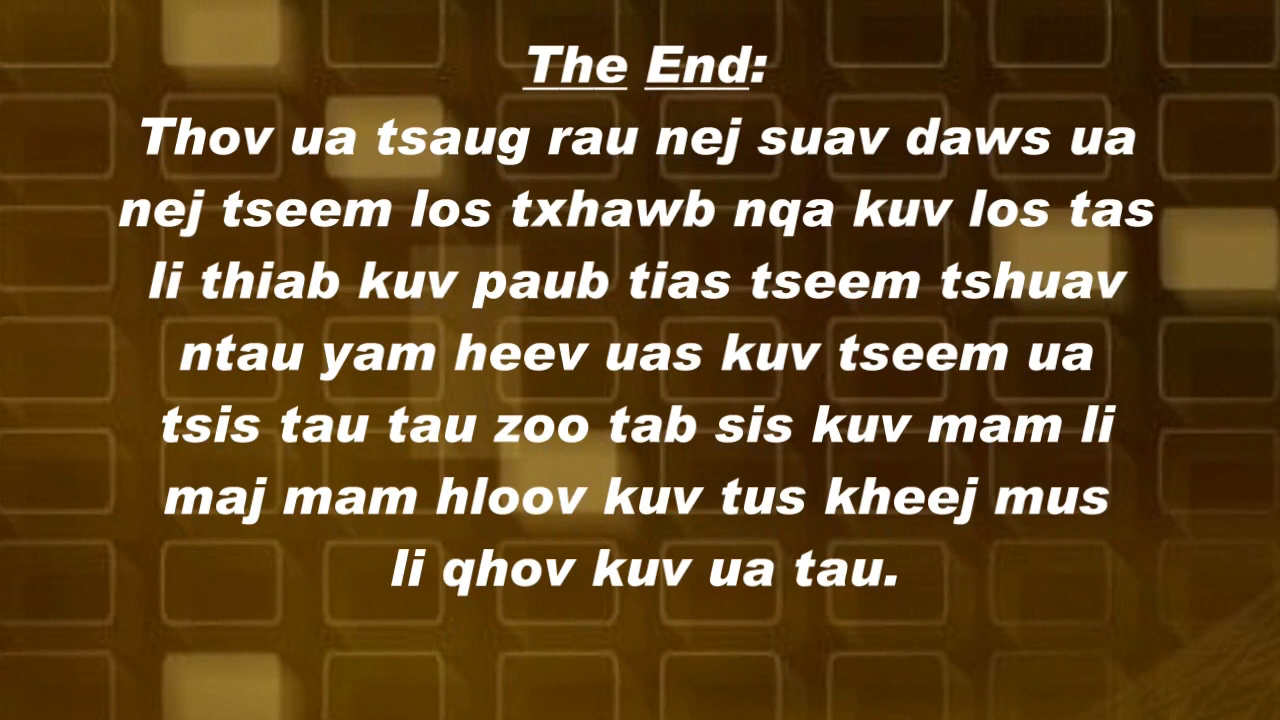 The End:
Thov ua tsaug rau nej suav daws ua
nej tseem los txhawb nqa kuv los tas
li thiab kuv paub tias tseem tshuav
ntau yam heev uas kuv tseem ua
tsis tau tau zoo tab sis kuv mam li
maj mam hloov kuv tus kheej mus
li qhov kuv ua tau.